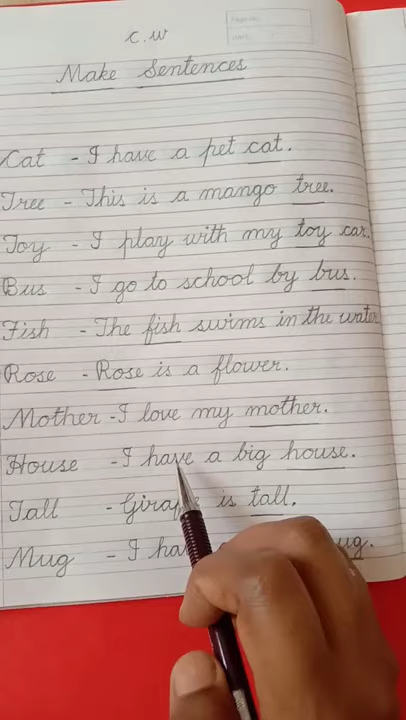 c.w
Make Sentences
Cat - I have a pet cat.
Tree - This is a mango tree.
Toy - I play with my toy car.
Bus - I go to school by bus.
Fish - The fish swims in the water
Rose - Rose is a flower.
Mother - I love my mother.
House - I have a big house.
Tall - is tall.
Mug - I